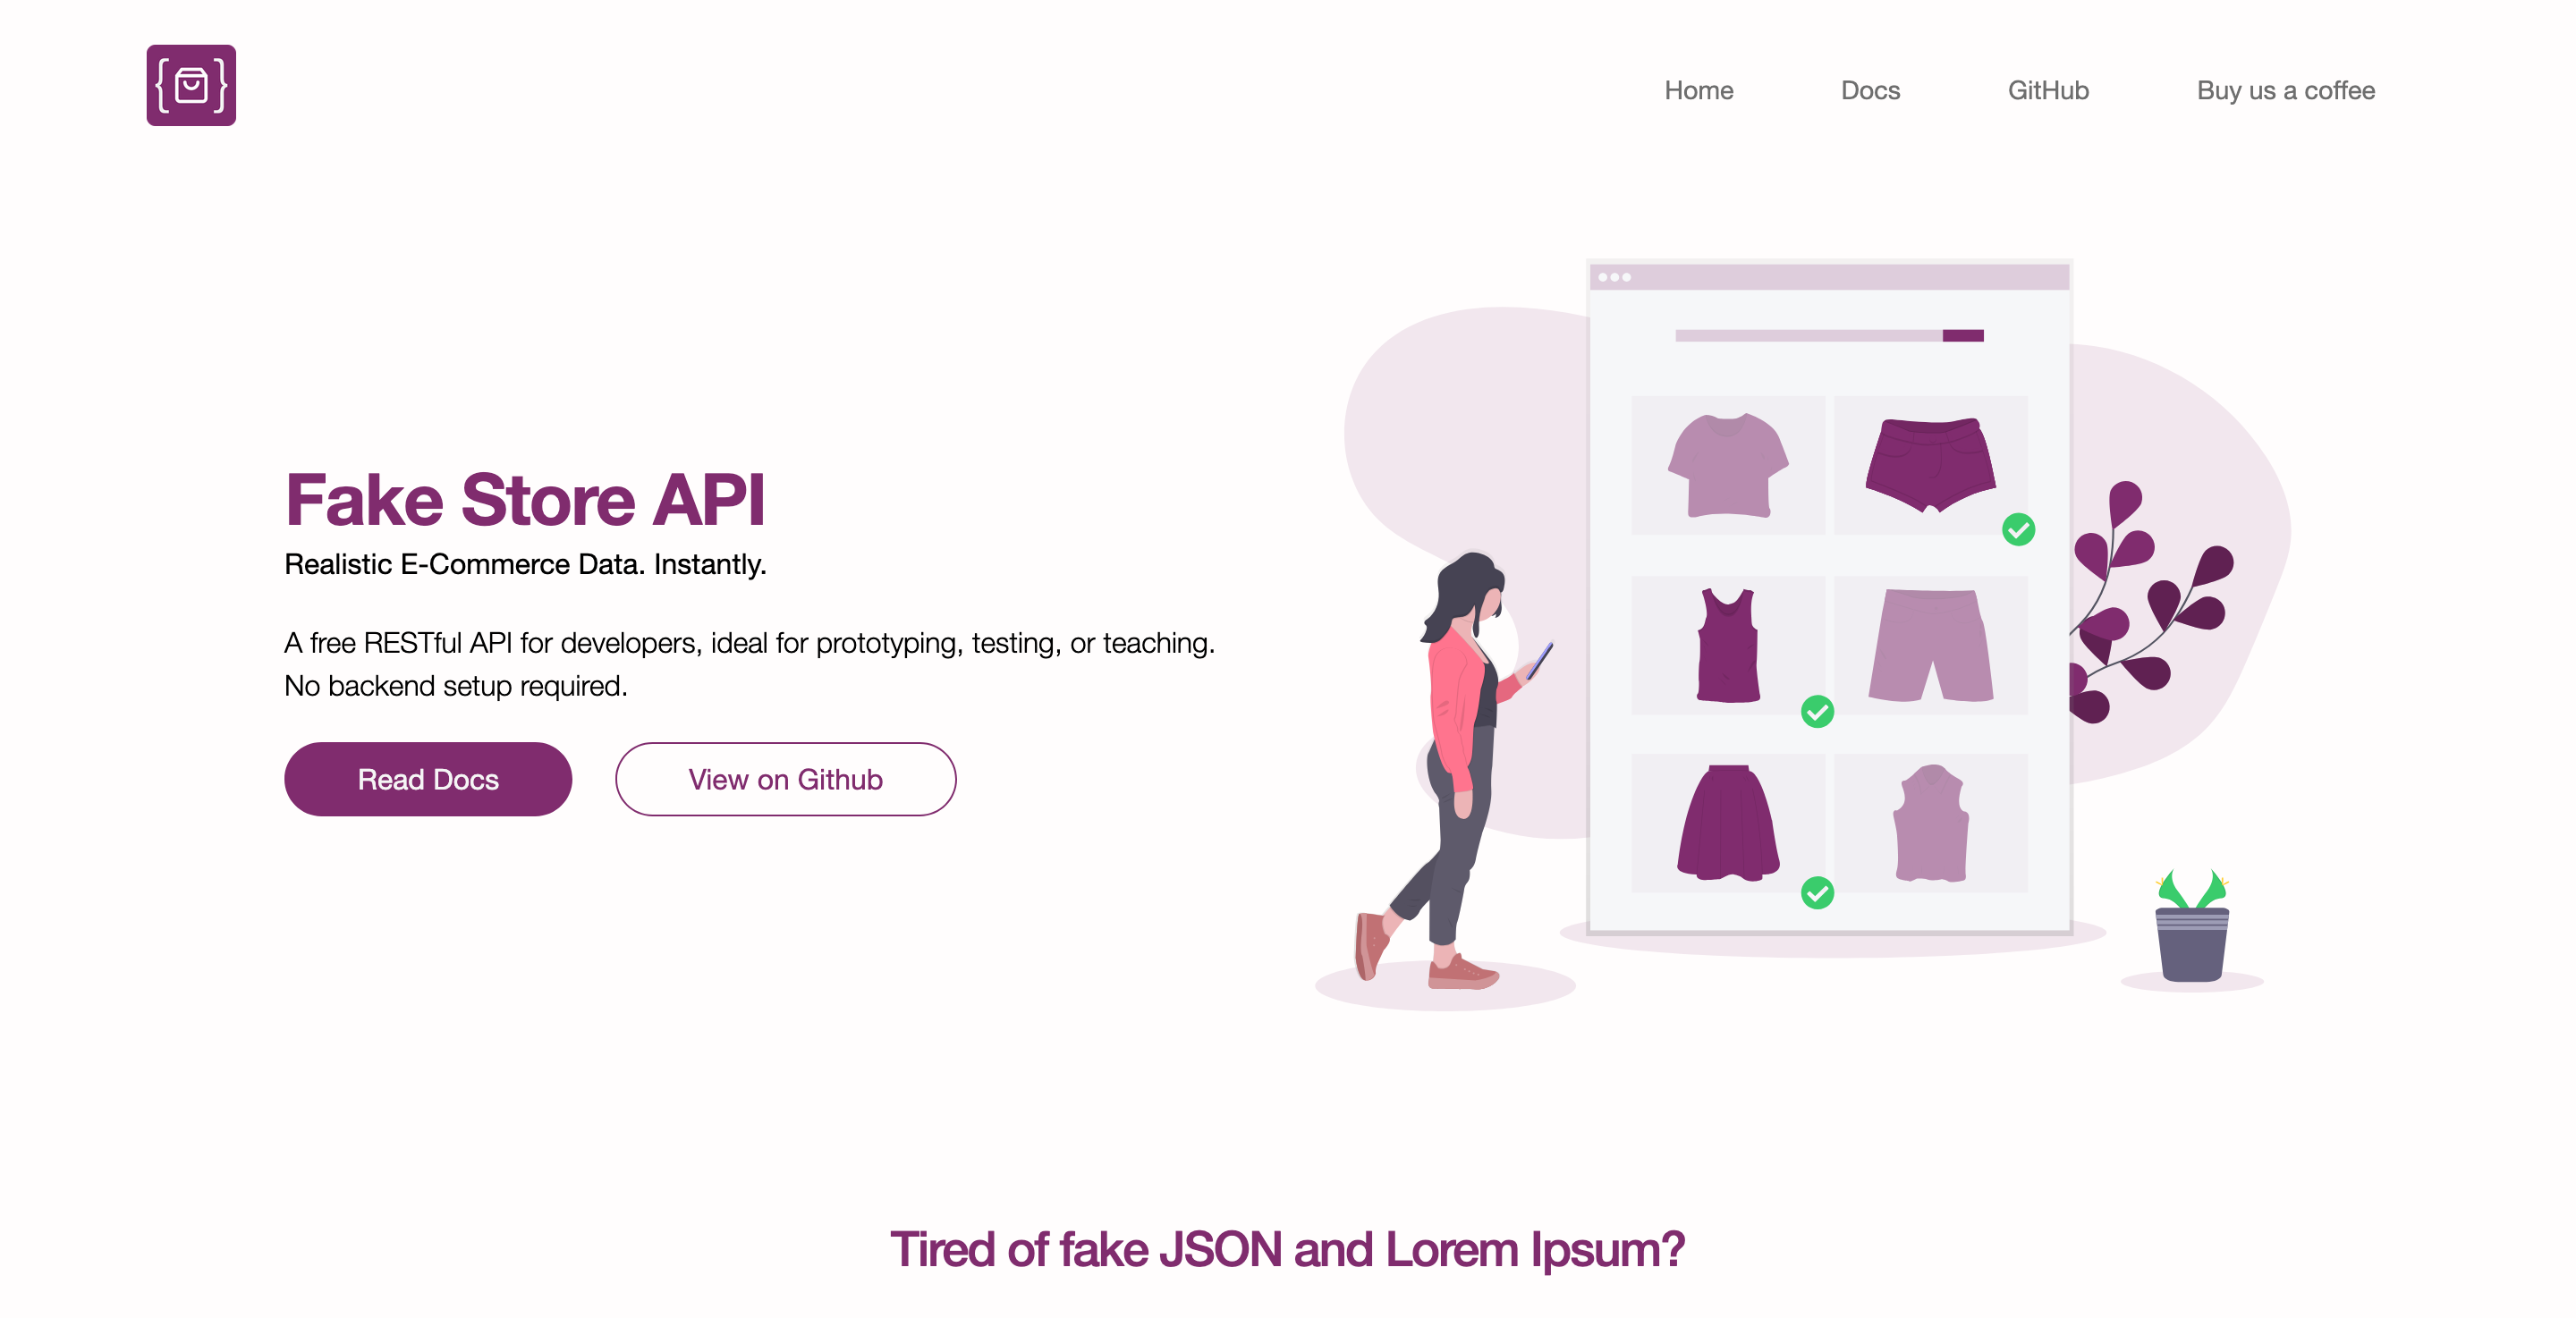 Home
Docs
GitHub
Buy us a coffee
Fake Store API
Realistic E-Commerce Data. Instantly.
A free RESTful API for developers, ideal for prototyping, testing, or teaching.
No backend setup required.
Read Docs
View on Github
Tired of fake JSON and Lorem Ipsum?